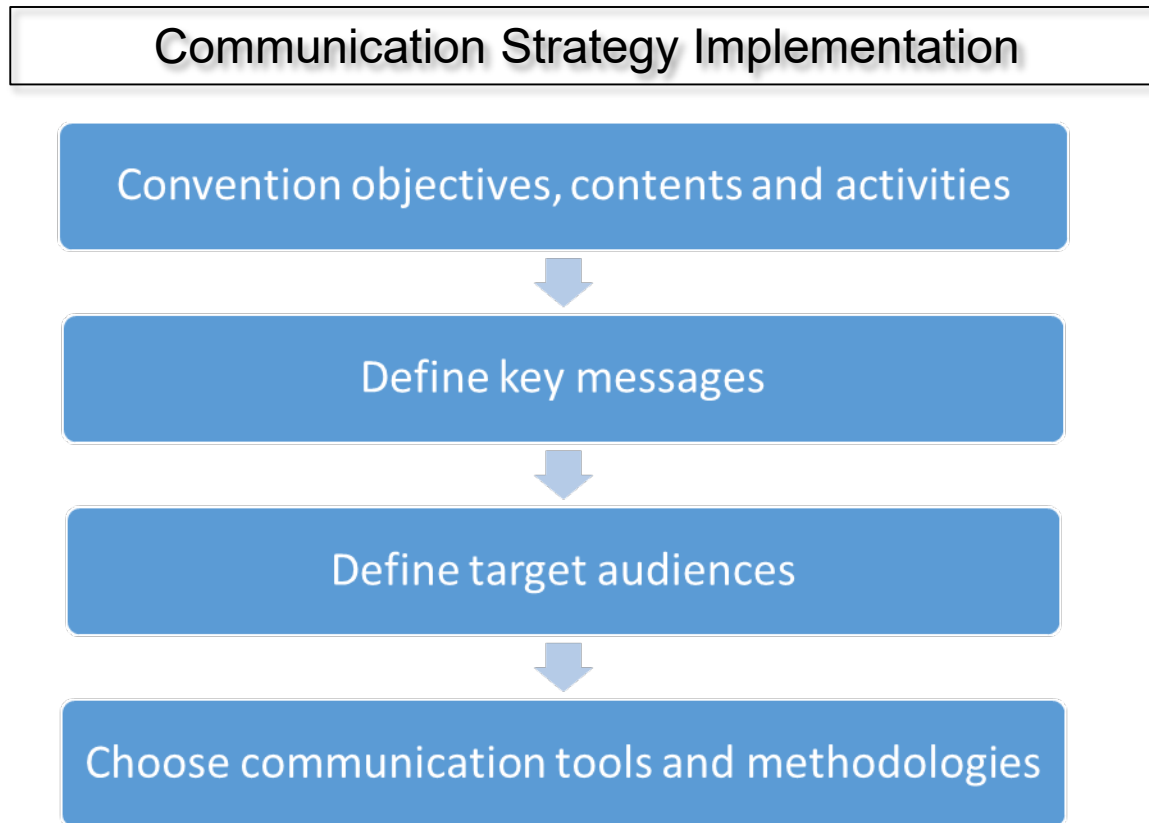 Communication Strategy Implementation
Convention objectives, contents and activities
Define key messages
Define target audiences
Choose communication tools and methodologies